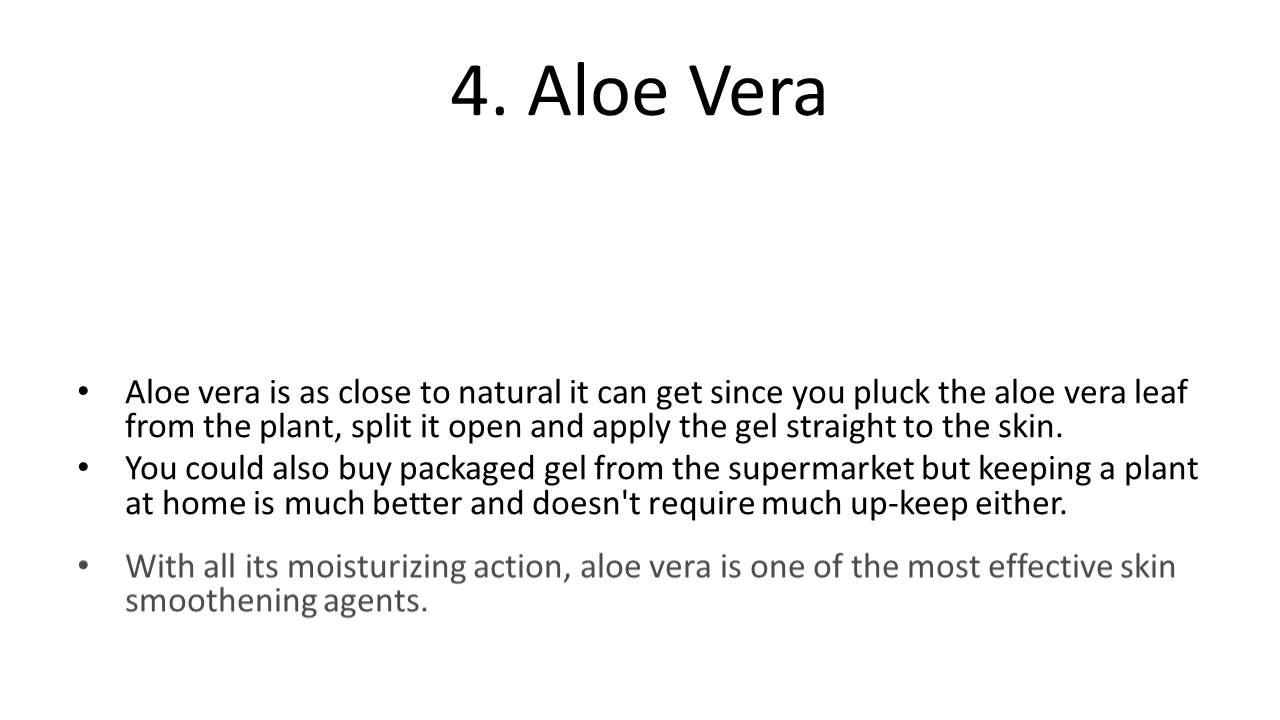 4. Aloe Vera
• Aloe vera is as close to natural it can get since you pluck the aloe vera leaf
from the plant, split it open and apply the gel straight to the skin.
• You could also buy packaged gel from the supermarket but keeping a plant
at home is much better and doesn't require much up-keep either.
• With all its moisturizing action, aloe vera is one of the most effective skin
smoothening agents.